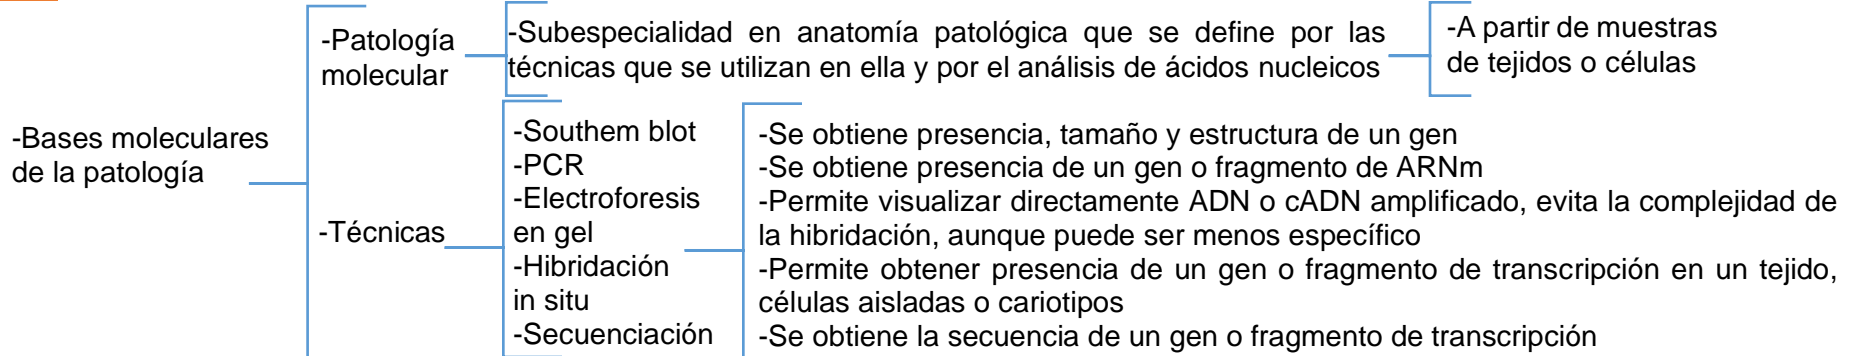 -Bases moleculares
de la patología
-Patología
molecular
-Subespecialidad en anatomía patológica que se define por las
técnicas que se utilizan en ella y por el análisis de ácidos nucleicos
-A partir de muestras
de tejidos o células
-Técnicas
-Southem blot
-PCR
-Electroforesis
en gel
-Hibridación
in situ
-Secuenciación
-Se obtiene presencia, tamaño y estructura de un gen
-Se obtiene presencia de un gen o fragmento de ARNm
-Permite visualizar directamente ADN o cADN amplificado, evita la complejidad de
la hibridación, aunque puede ser menos específico
-Permite obtener presencia de un gen o fragmento de transcripción en un tejido,
células aisladas o cariotipos
-Se obtiene la secuencia de un gen o fragmento de transcripción